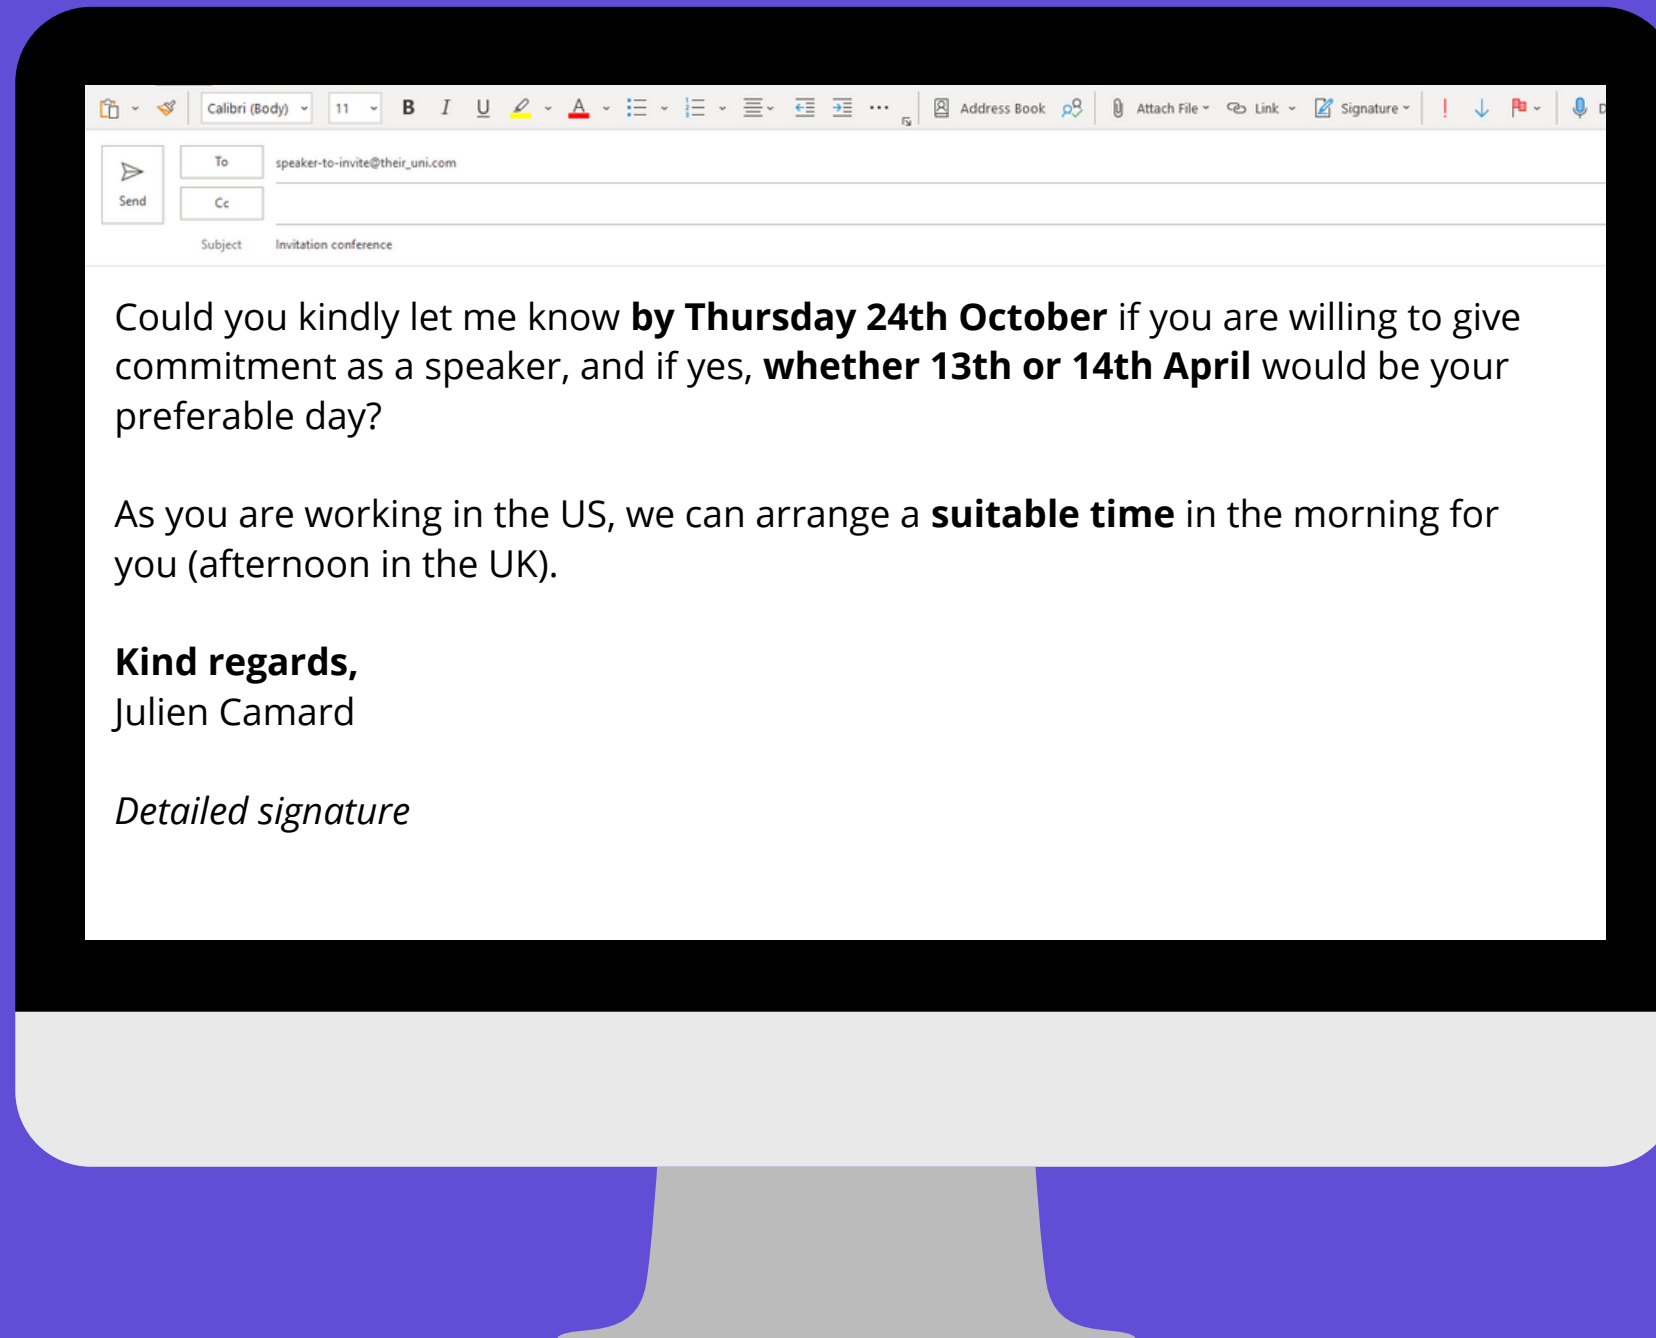 Calibri (Body) 11 B I U A Address Book Attach File Link Signature
To speaker-to-invite@their_uni.com
Send Cc
Subject Invitation conference
Could you kindly let me know by Thursday 24th October if you are willing to give
commitment as a speaker, and if yes, whether 13th or 14th April would be your
preferable day?
As you are working in the US, we can arrange a suitable time in the morning for
you (afternoon in the UK).
Kind regards,
Julien Camard
Detailed signature